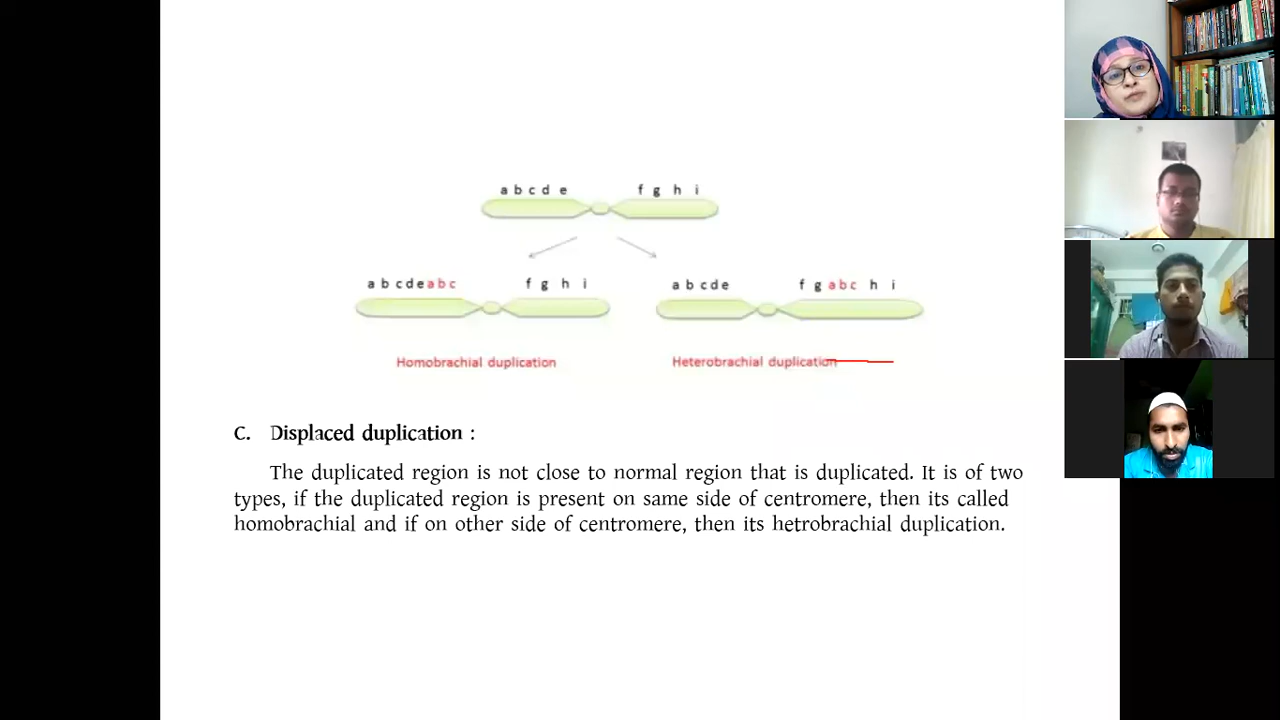 a b c d e f g h i
a b c d e a b c f g h i a b c d e f g a b c h i
Homobrachial duplication Heterobrachial duplication
C. Displaced duplication :
The duplicated region is not close to normal region that is duplicated. It is of two
types, if the duplicated region is present on same side of centromere, then its called
homobrachial and if on other side of centromere, then its hetrobrachial duplication.